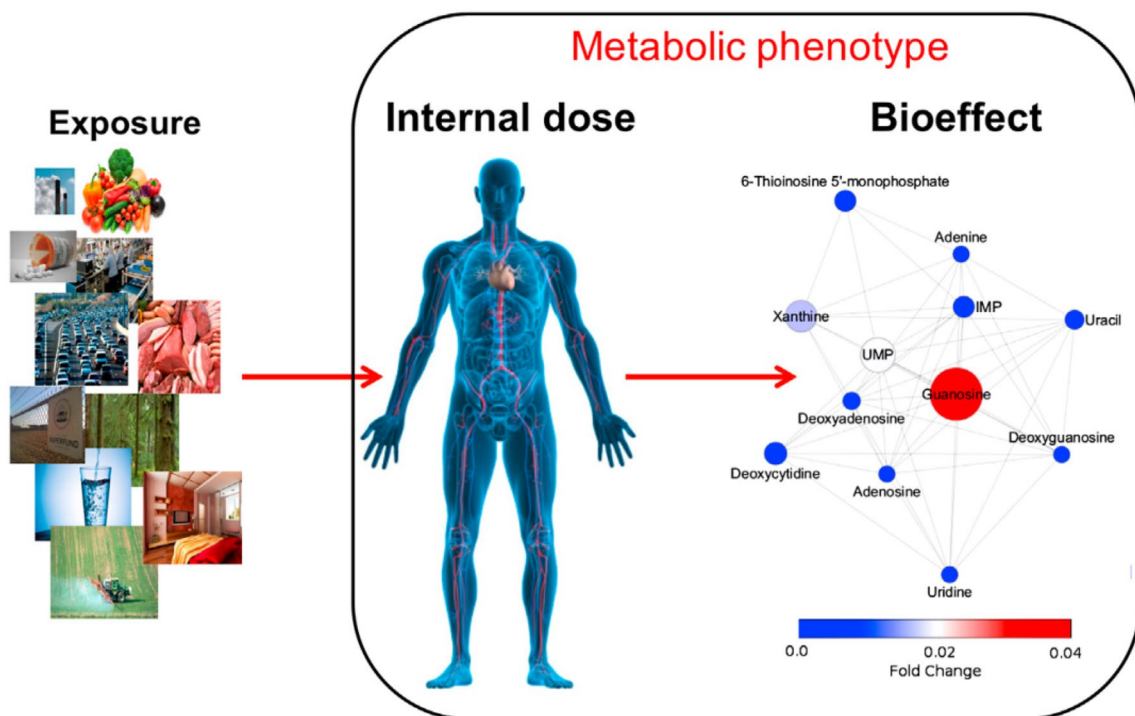 Metabolic phenotype
Exposure
Internal dose
Bioeffect
6-Thioinosine 5'-monophosphate
Adenine
Xanthine
IMP
Uracil
UMP
Guanosine
Deoxyadenosine
Deoxyguanosine
Deoxycytidine
Adenosine
Uridine
0.0
0.02
0.04
Fold Change